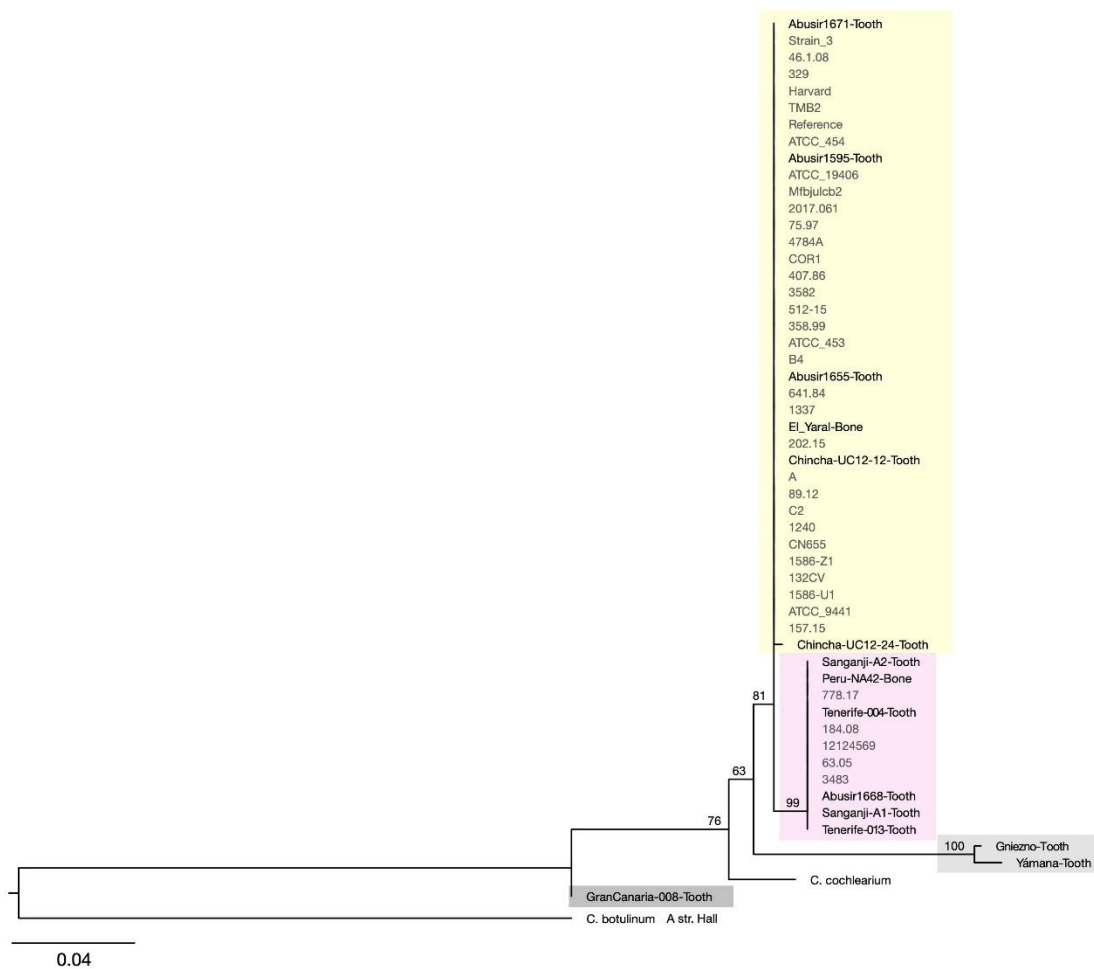 Abusir1671-Tooth
Strain_3
46.1.08
329
Harvard
TMB2
Reference
ATCC_454
Abusir1595-Tooth
ATCC_19406
Mfbjulcb2
2017.061
75.97
4784A
COR1
407.86
3582
512-15
358.99
ATCC_453
B4
Abusir1655-Tooth
641.84
1337
El_Yaral-Bone
202.15
Chincha-UC12-12-Tooth
A
89.12
C2
1240
CN655
1586-Z1
132CV
1586-U1
ATCC_9441
157.15
Chincha-UC12-24-Tooth
Sanganji-A2-Tooth
Peru-NA42-Bone
778.17
81
Tenerife-004-Tooth
184.08
12124569
63.05
63
3483
Abusir1668-Tooth
99
Sanganji-A1-Tooth
76
Tenerife-013-Tooth
100
Gniezno-Tooth
Yámana-Tooth
C. cochlearium
GranCanaria-008-Tooth
C. botulinum A str. Hall
0.04